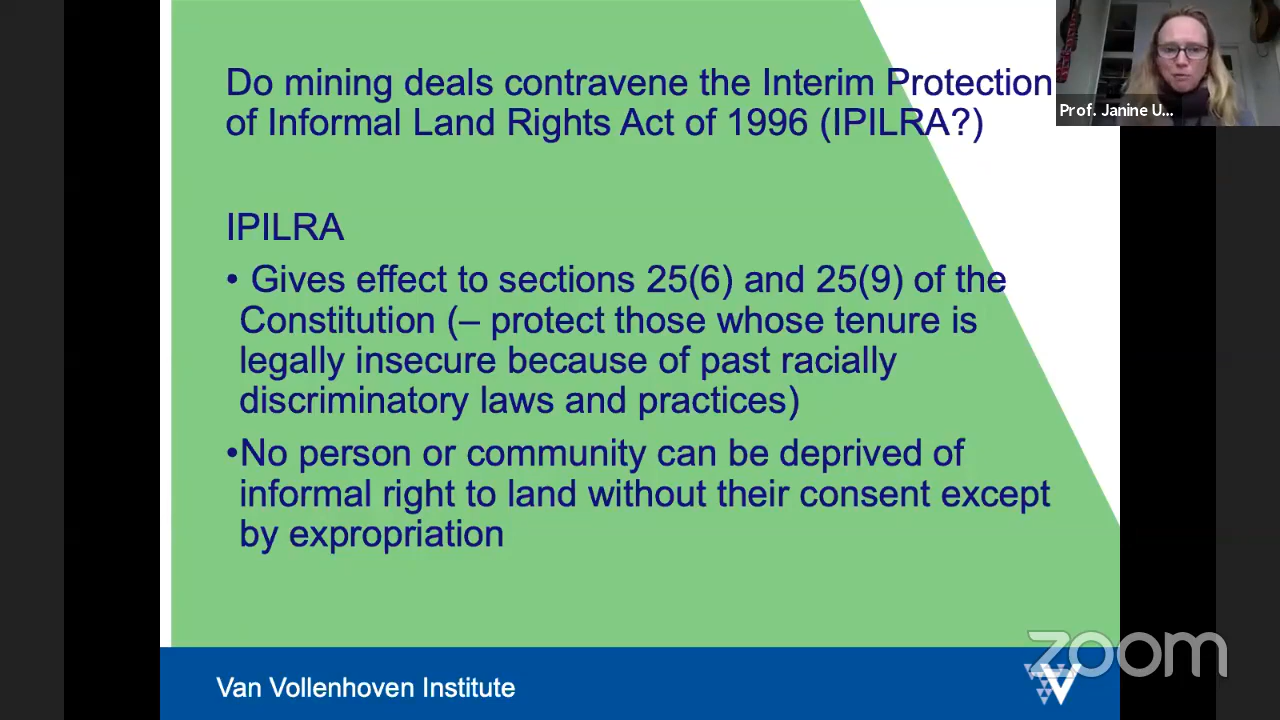 Do mining deals contravene the Interim Protection
of Informal Land Rights Act of 1996 (IPILRA?)
Prof. Janine U...
IPILRA
• Gives effect to sections 25(6) and 25(9) of the
Constitution (– protect those whose tenure is
legally insecure because of past racially
discriminatory laws and practices)
•No person or community can be deprived of
informal right to land without their consent except
by expropriation
zoom
Van Vollenhoven Institute